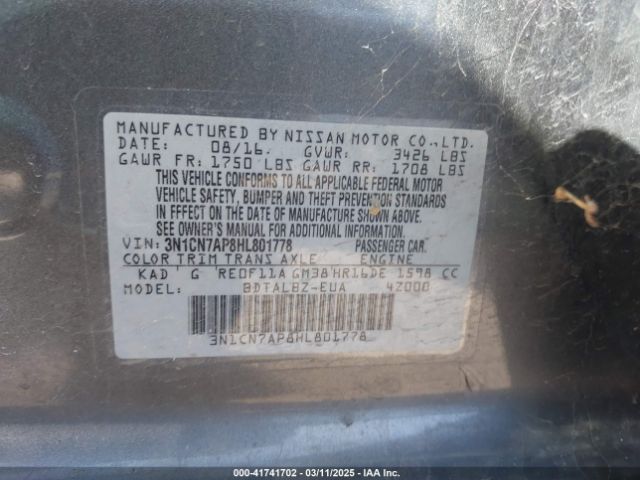 MANUFACTURED BY NISSAN MOTOR CO., LTD.
DATE: 08/16. GVWR: 3426 LBS
GAWR FR: 1750 LBS GAWR RR: 1708 LBS
THIS VEHICLE CONFORMS TO ALL APPLICABLE FEDERAL MOTOR
VEHICLE SAFETY, BUMPER AND THEFT PREVENTION STANDARDS
IN EFFECT ON THE DATE OF MANUFACTURE SHOWN ABOVE.
SEE OWNER'S MANUAL FOR ADDITIONAL INFORMATION.
VIN: 3N1CN7AP8HL801778 PASSENGER CAR.
COLOR TRIM TRANS AXLE ENGINE
KAD G RE0F11A GM38 HR16DE 1598 CC
MODEL: BDTALBZ-EUA 4Z000
3N1CN7AP8HL801778
000-41741702 - 03/11/2025 - IAA Inc.